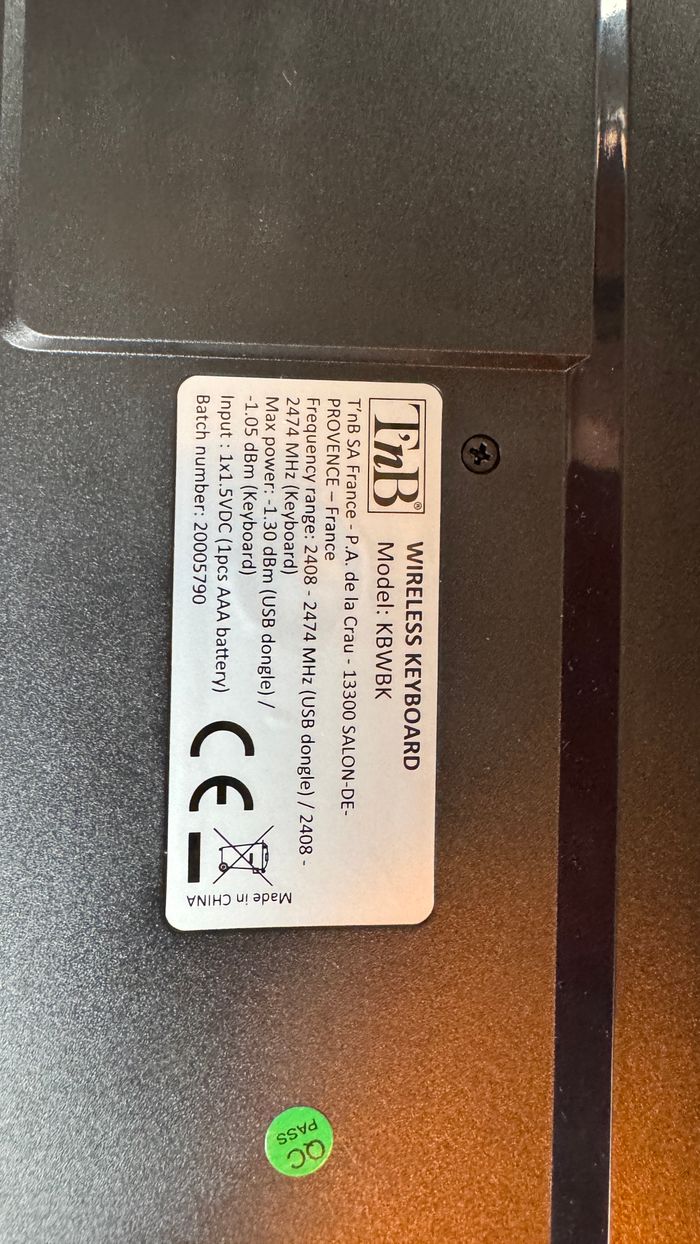 T'nB®
WIRELESS KEYBOARD
Model: KBWBK
T'nB SA France - P.A. de la Crau - 13300 SALON-DE-
PROVENCE – France
Frequency range: 2408 - 2474 MHz (USB dongle) / 2408 -
2474 MHz (Keyboard)
Max power: -1.30 dBm (USB dongle) /
-1.05 dBm (Keyboard)
Input : 1x1.5VDC (1pcs AAA battery)
Batch number: 20005790
CE
Made in CHINA
QC
PASS